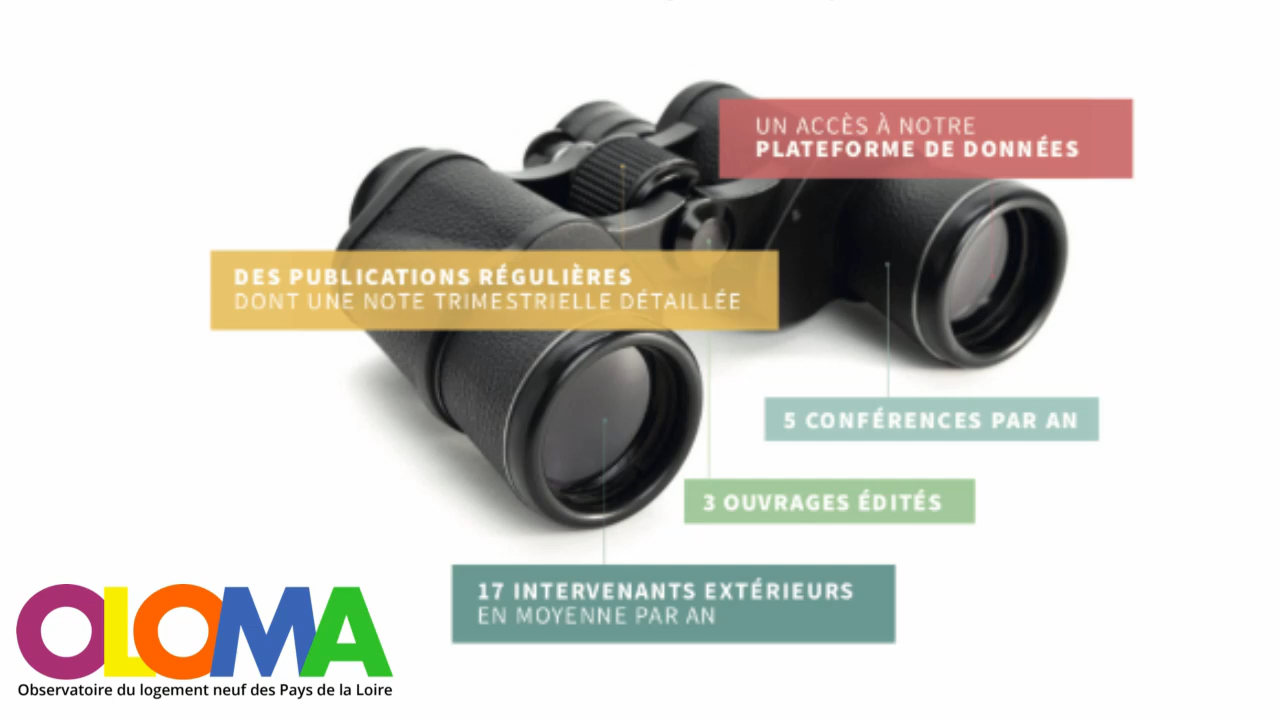 UN ACCÈS À NOTRE
PLATEFORME DE DONNÉES
DES PUBLICATIONS RÉGULIÈRES
DONT UNE NOTE TRIMESTRIELLE DÉTAILLÉE
5 CONFÉRENCES PAR AN
3 OUVRAGES ÉDITÉS
17 INTERVENANTS EXTÉRIEURS
EN MOYENNE PAR AN
OLOMA
Observatoire du logement neuf des Pays de la Loire